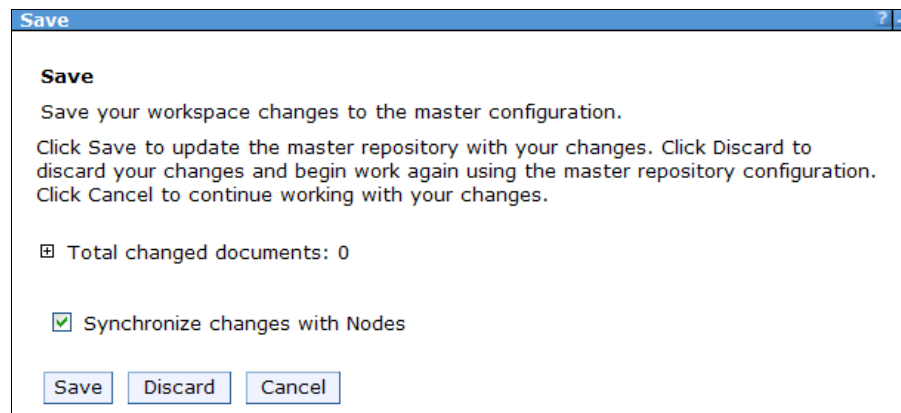 Save ?
Save
Save your workspace changes to the master configuration.
Click Save to update the master repository with your changes. Click Discard to
discard your changes and begin work again using the master repository configuration.
Click Cancel to continue working with your changes.
Total changed documents: 0
Synchronize changes with Nodes
Save Discard Cancel